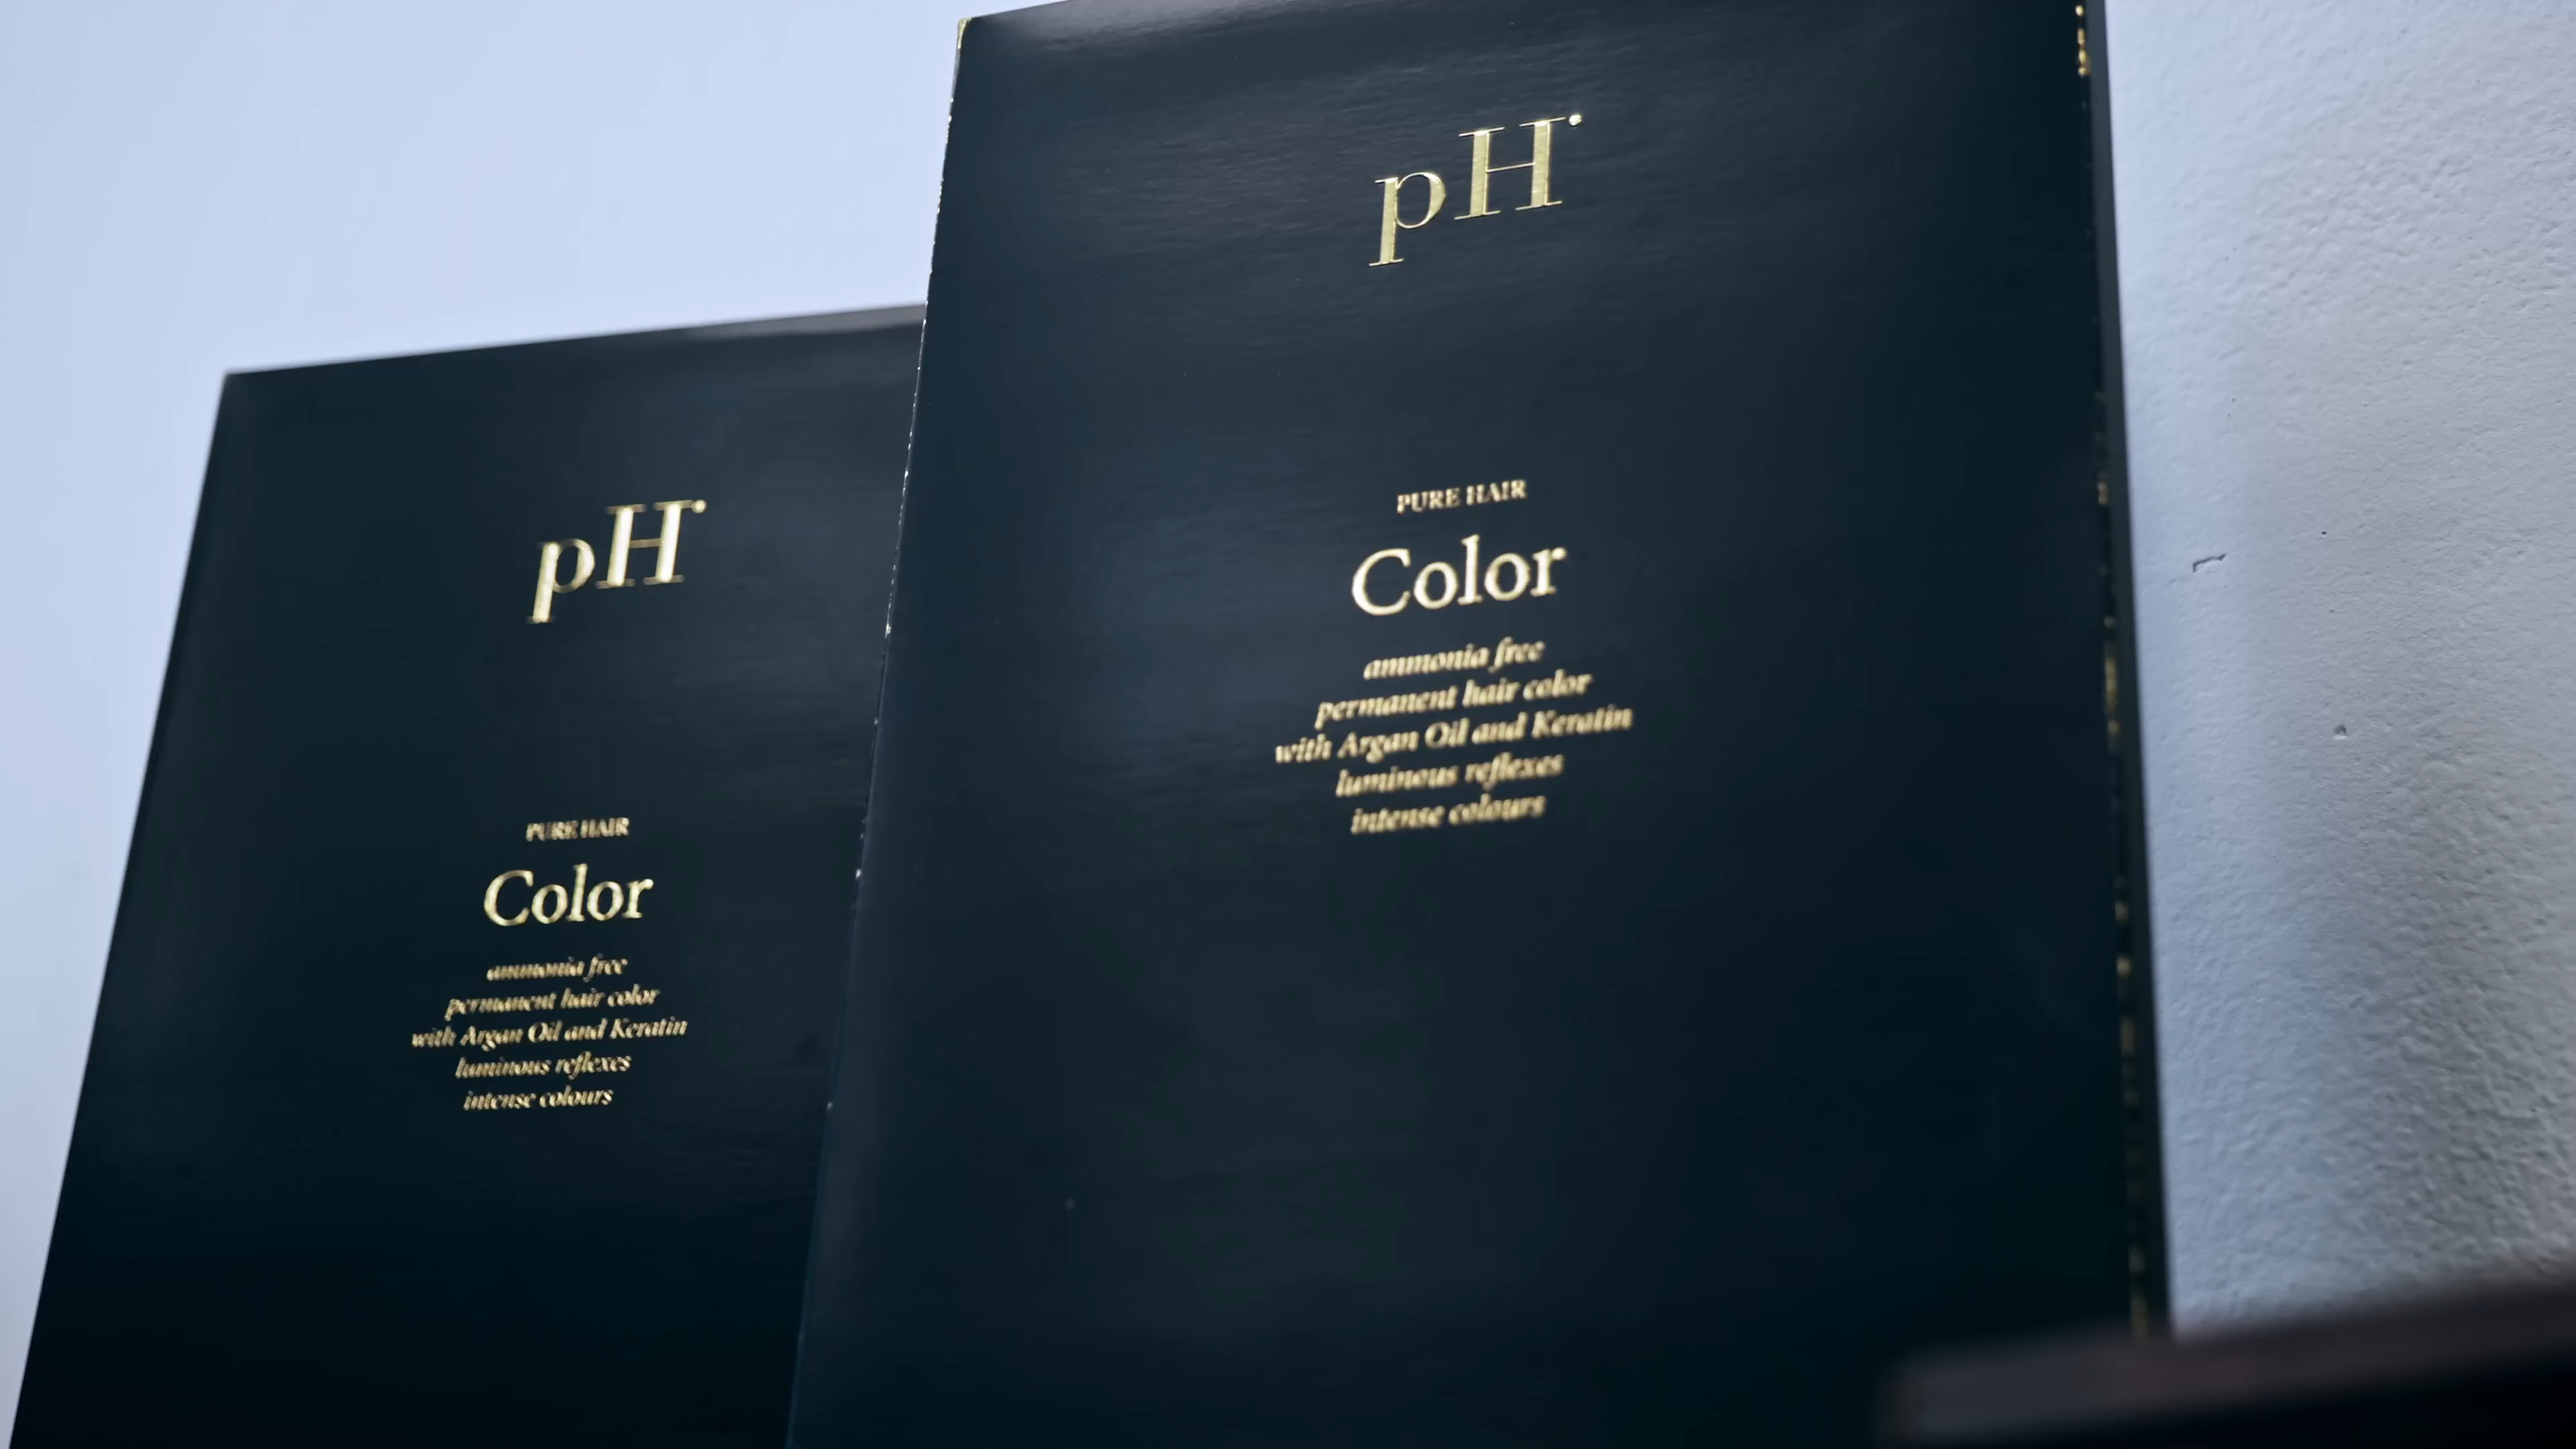 pH
PURE HAIR
Color
ammonia free
permanent hair color
with Argan Oil and Keratin
luminous reflexes
intense colours
pH
PURE HAIR
Color
ammonia free
permanent hair color
with Argan Oil and Keratin
luminous reflexes
intense colours